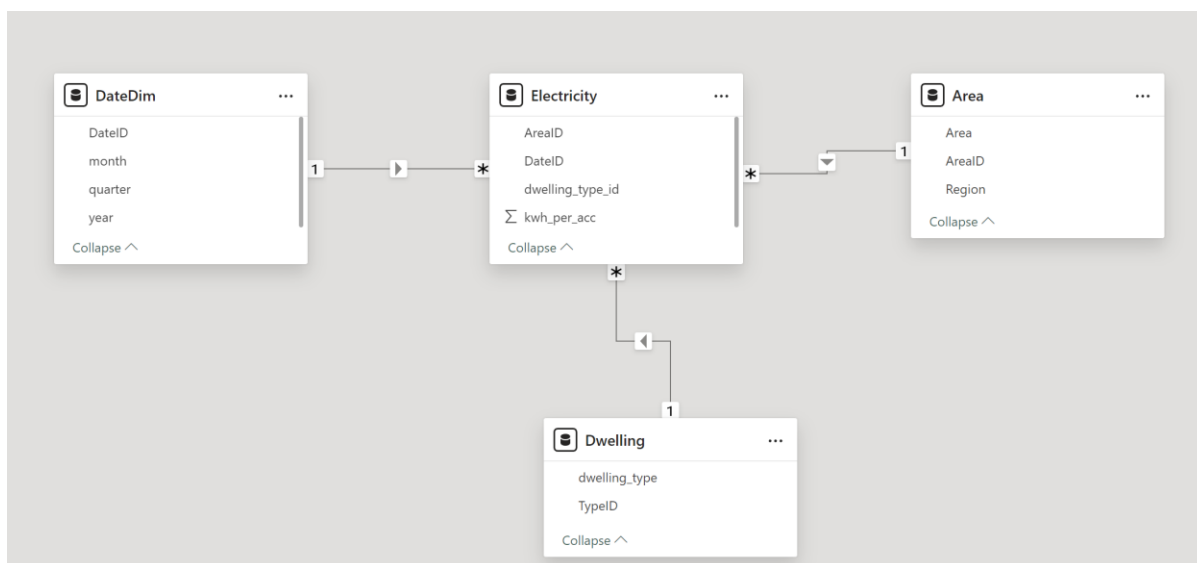 DateDim ...
DateID
month
quarter
year
Collapse
1
*
Electricity ...
AreaID
DateID
dwelling_type_id
Σ kwh_per_acc
Collapse
*
1
Area ...
Area
AreaID
Region
Collapse
*
1
Dwelling ...
dwelling_type
TypeID
Collapse